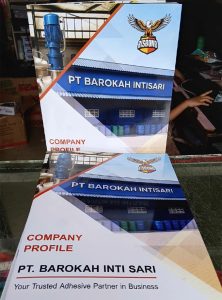 PT BAROKAH INTISARI
COMPANY
PROFILE
PT BAROKAH INTISARI
COMPANY
PROFILE
PT. BAROKAH INTI SARI
Your Trusted Adhesive Partner in Business